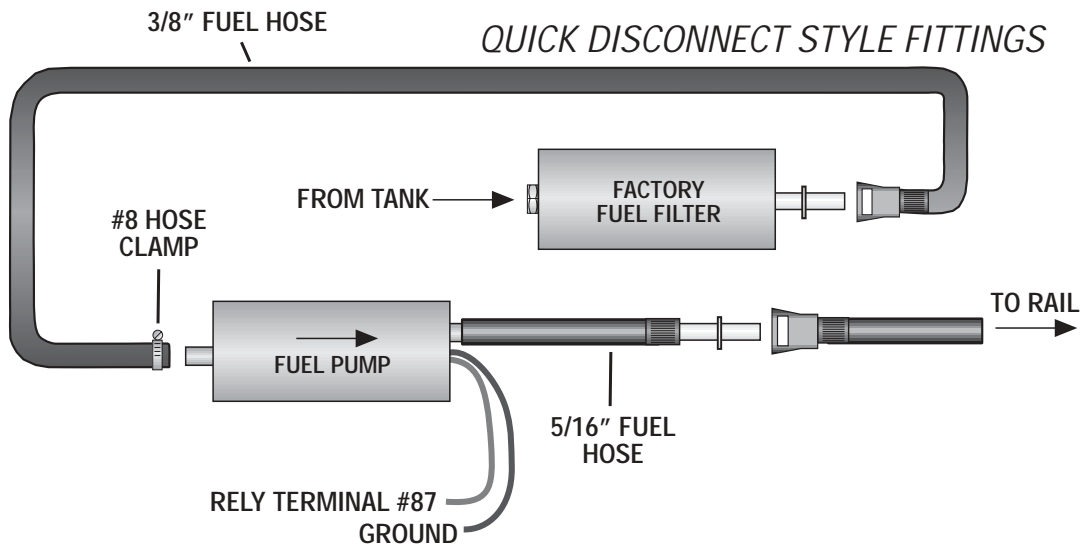 3/8" FUEL HOSE
QUICK DISCONNECT STYLE FITTINGS
FROM TANK
FACTORY
FUEL FILTER
#8 HOSE
CLAMP
TO RAIL
FUEL PUMP
5/16" FUEL
HOSE
RELY TERMINAL #87
GROUND